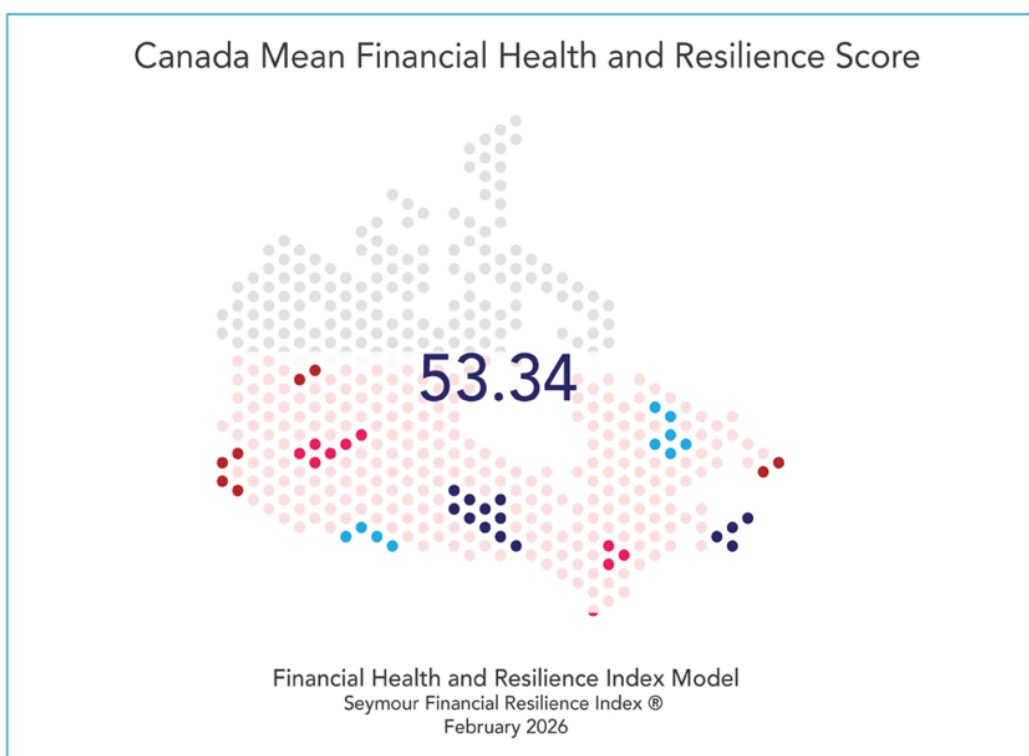 Canada Mean Financial Health and Resilience Score
53.34
Financial Health and Resilience Index Model
Seymour Financial Resilience Index ®
February 2026